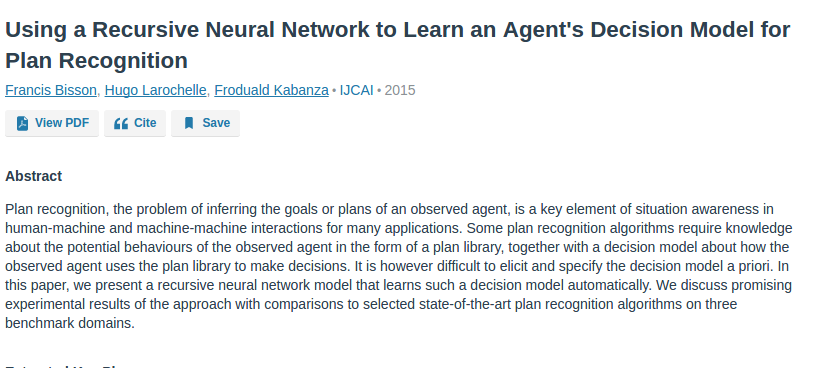 Using a Recursive Neural Network to Learn an Agent's Decision Model for
Plan Recognition
Francis Bisson, Hugo Larochelle, Froduald Kabanza • IJCAI • 2015
View PDF Cite Save
Abstract
Plan recognition, the problem of inferring the goals or plans of an observed agent, is a key element of situation awareness in
human-machine and machine-machine interactions for many applications. Some plan recognition algorithms require knowledge
about the potential behaviours of the observed agent in the form of a plan library, together with a decision model about how the
observed agent uses the plan library to make decisions. It is however difficult to elicit and specify the decision model a priori. In
this paper, we present a recursive neural network model that learns such a decision model automatically. We discuss promising
experimental results of the approach with comparisons to selected state-of-the-art plan recognition algorithms on three
benchmark domains.